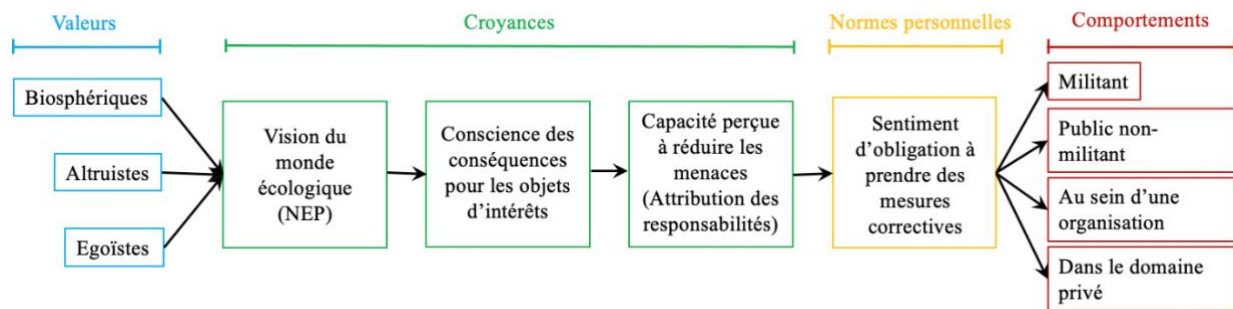 Valeurs
Croyances
Normes personnelles
Comportements
Biosphériques
Altruistes
Egoïstes
Vision du
monde
écologique
(NEP)
Conscience des
conséquences
pour les objets
d’intérêts
Capacité perçue
à réduire les
menaces
(Attribution des
responsabilités)
Sentiment
d’obligation à
prendre des
mesures
correctives
Militant
Public non-
militant
Au sein d’une
organisation
Dans le domaine
privé